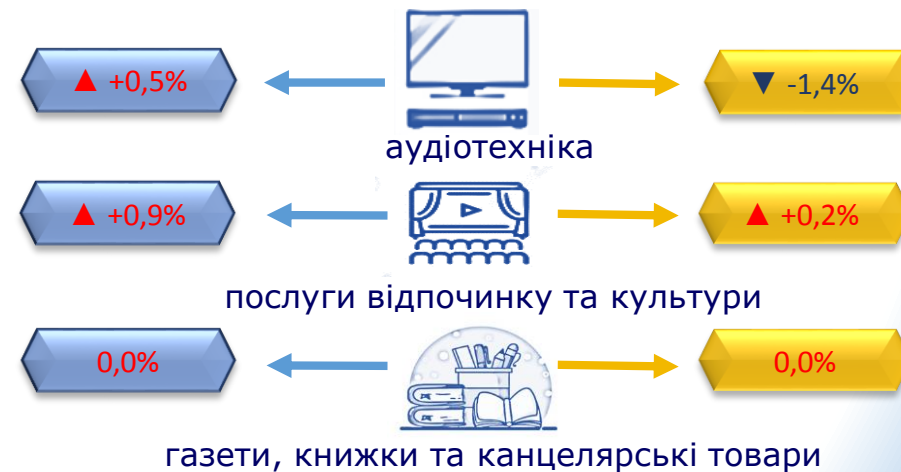 ▲ +0,5%
▼ -1,4%
аудіотехніка
▲ +0,9%
▲ +0,2%
послуги відпочинку та культури
0,0%
0,0%
газети, книжки та канцелярські товари